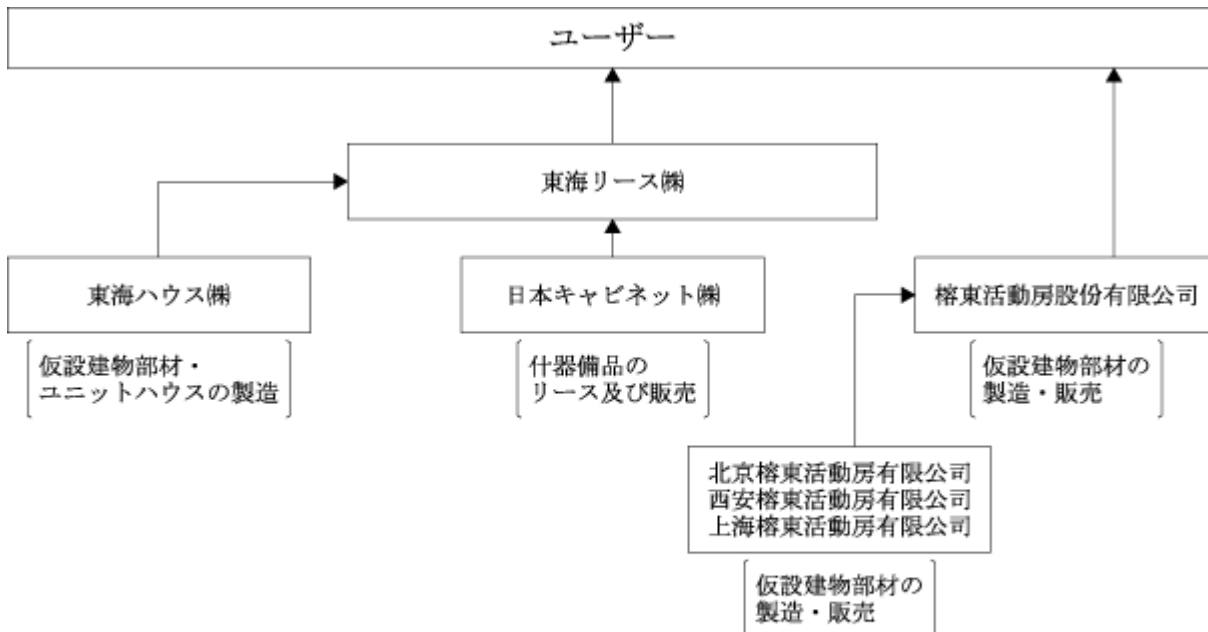 ユーザー
東海リース㈱
東海ハウス㈱
日本キャビネット㈱
榕東活動房股份有限公司
仮設建物部材・
ユニットハウスの製造
什器備品の
リース及び販売
仮設建物部材の
製造・販売
北京榕東活動房有限公司
西安榕東活動房有限公司
上海榕東活動房有限公司
仮設建物部材の
製造・販売